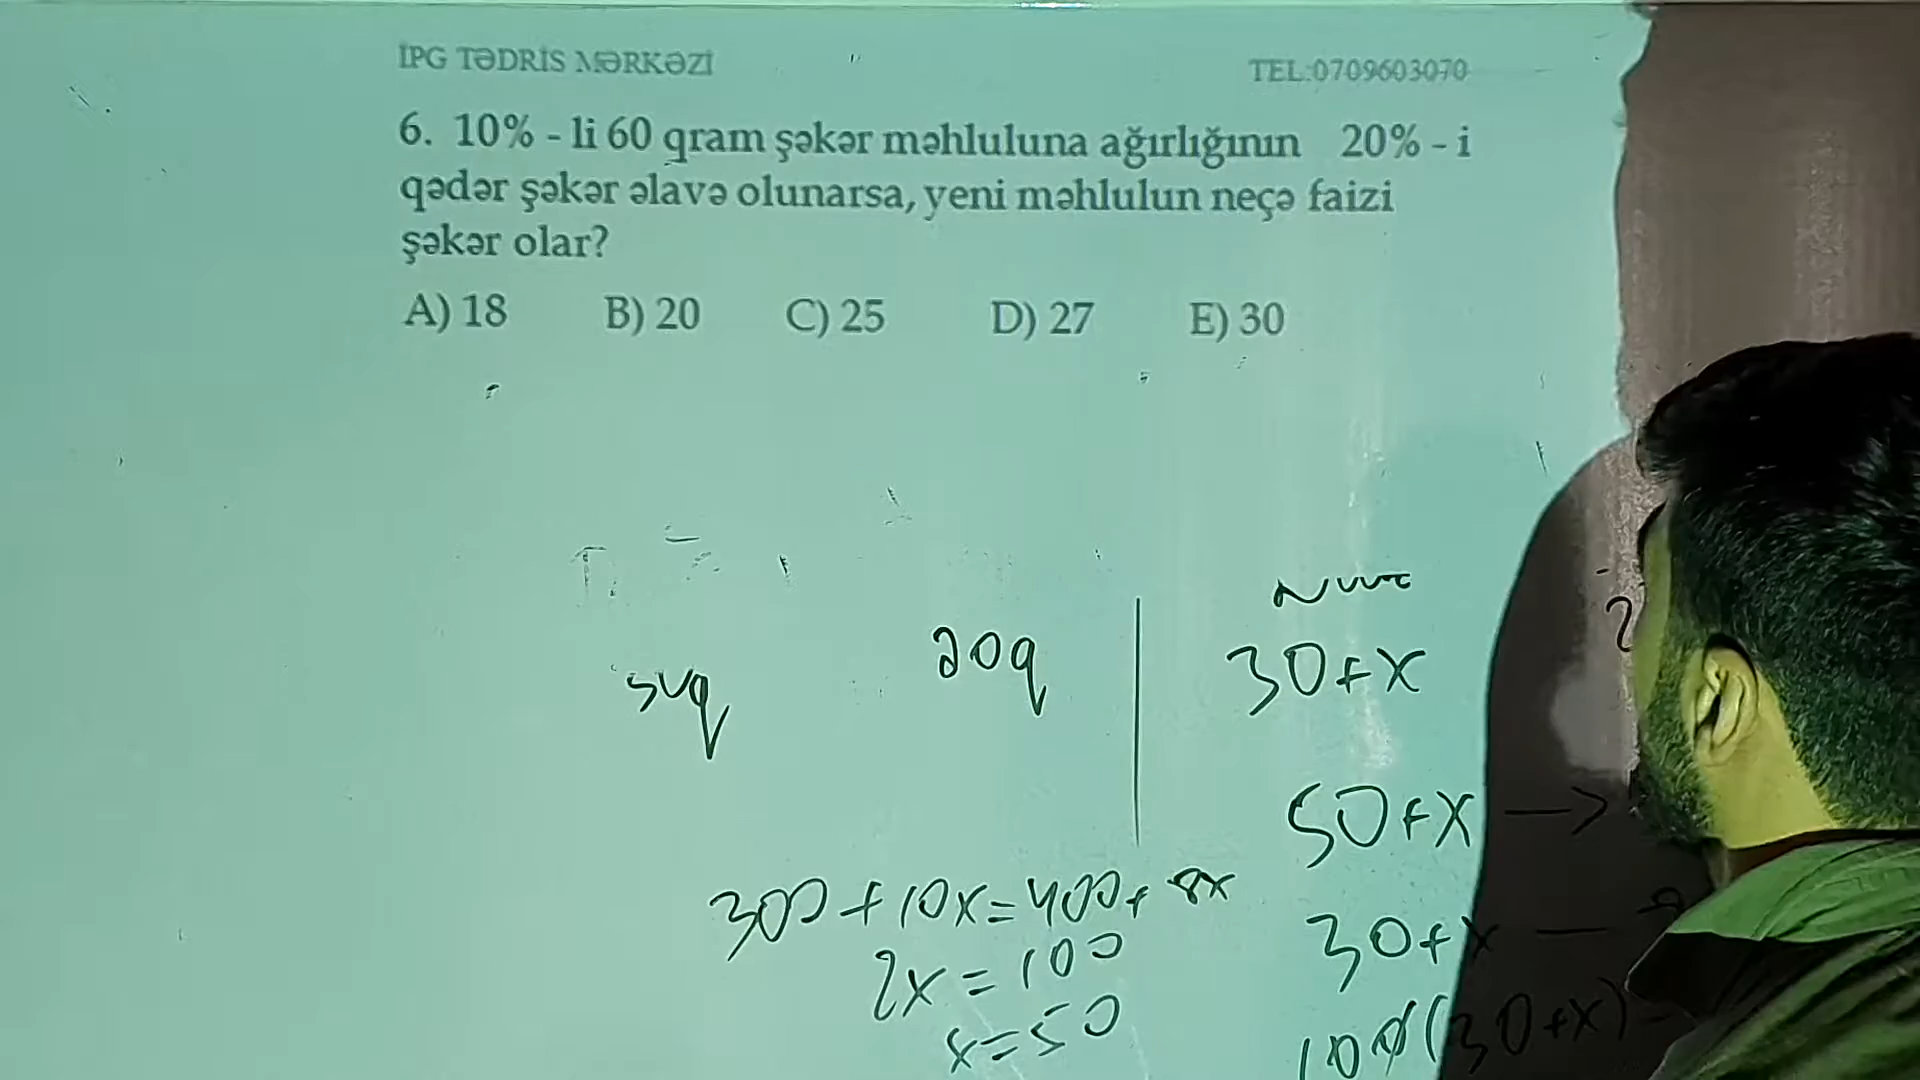 İPG TƏDRİS MƏRKƏZİ
TEL:0709603070
6. 10% - li 60 qram şəkər məhluluna ağırlığının 20% - i
qədər şəkər əlavə olunarsa, yeni məhlulun neçə faizi
şəkər olar?
A) 18 B) 20 C) 25 D) 27 E) 30
20q
30+x
50+x →
300+10x=400+8x
30+x —
2x=100
x=50
100(30+x)